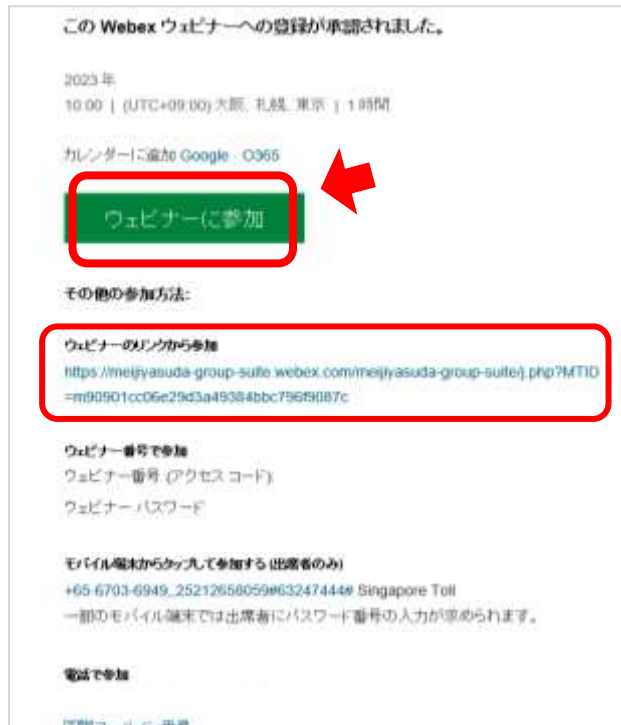 この Webex ウェビナーへの登録が承認されました。
2023 年
10:00 | (UTC+09:00) 大阪、札幌、東京 | 1 時間
カレンダーに追加 Google - O365
ウェビナーに参加
その他の参加方法:
ウェビナーのリンクから参加
https://meijiyasuda-group-suite.webex.com/meijiyasuda-group-suite/j.php?MTID
=m90901cc06e29d3a49384bbc796f9087c
ウェビナー番号で参加
ウェビナー番号 (アクセス コード):
ウェビナー パスワード
モバイル端末からタップして参加する (出席者のみ)
+65-6703-6949,,25212658059#63247444# Singapore Toll
一部のモバイル端末では出席者にパスワード番号の入力が求められます。
電話で参加